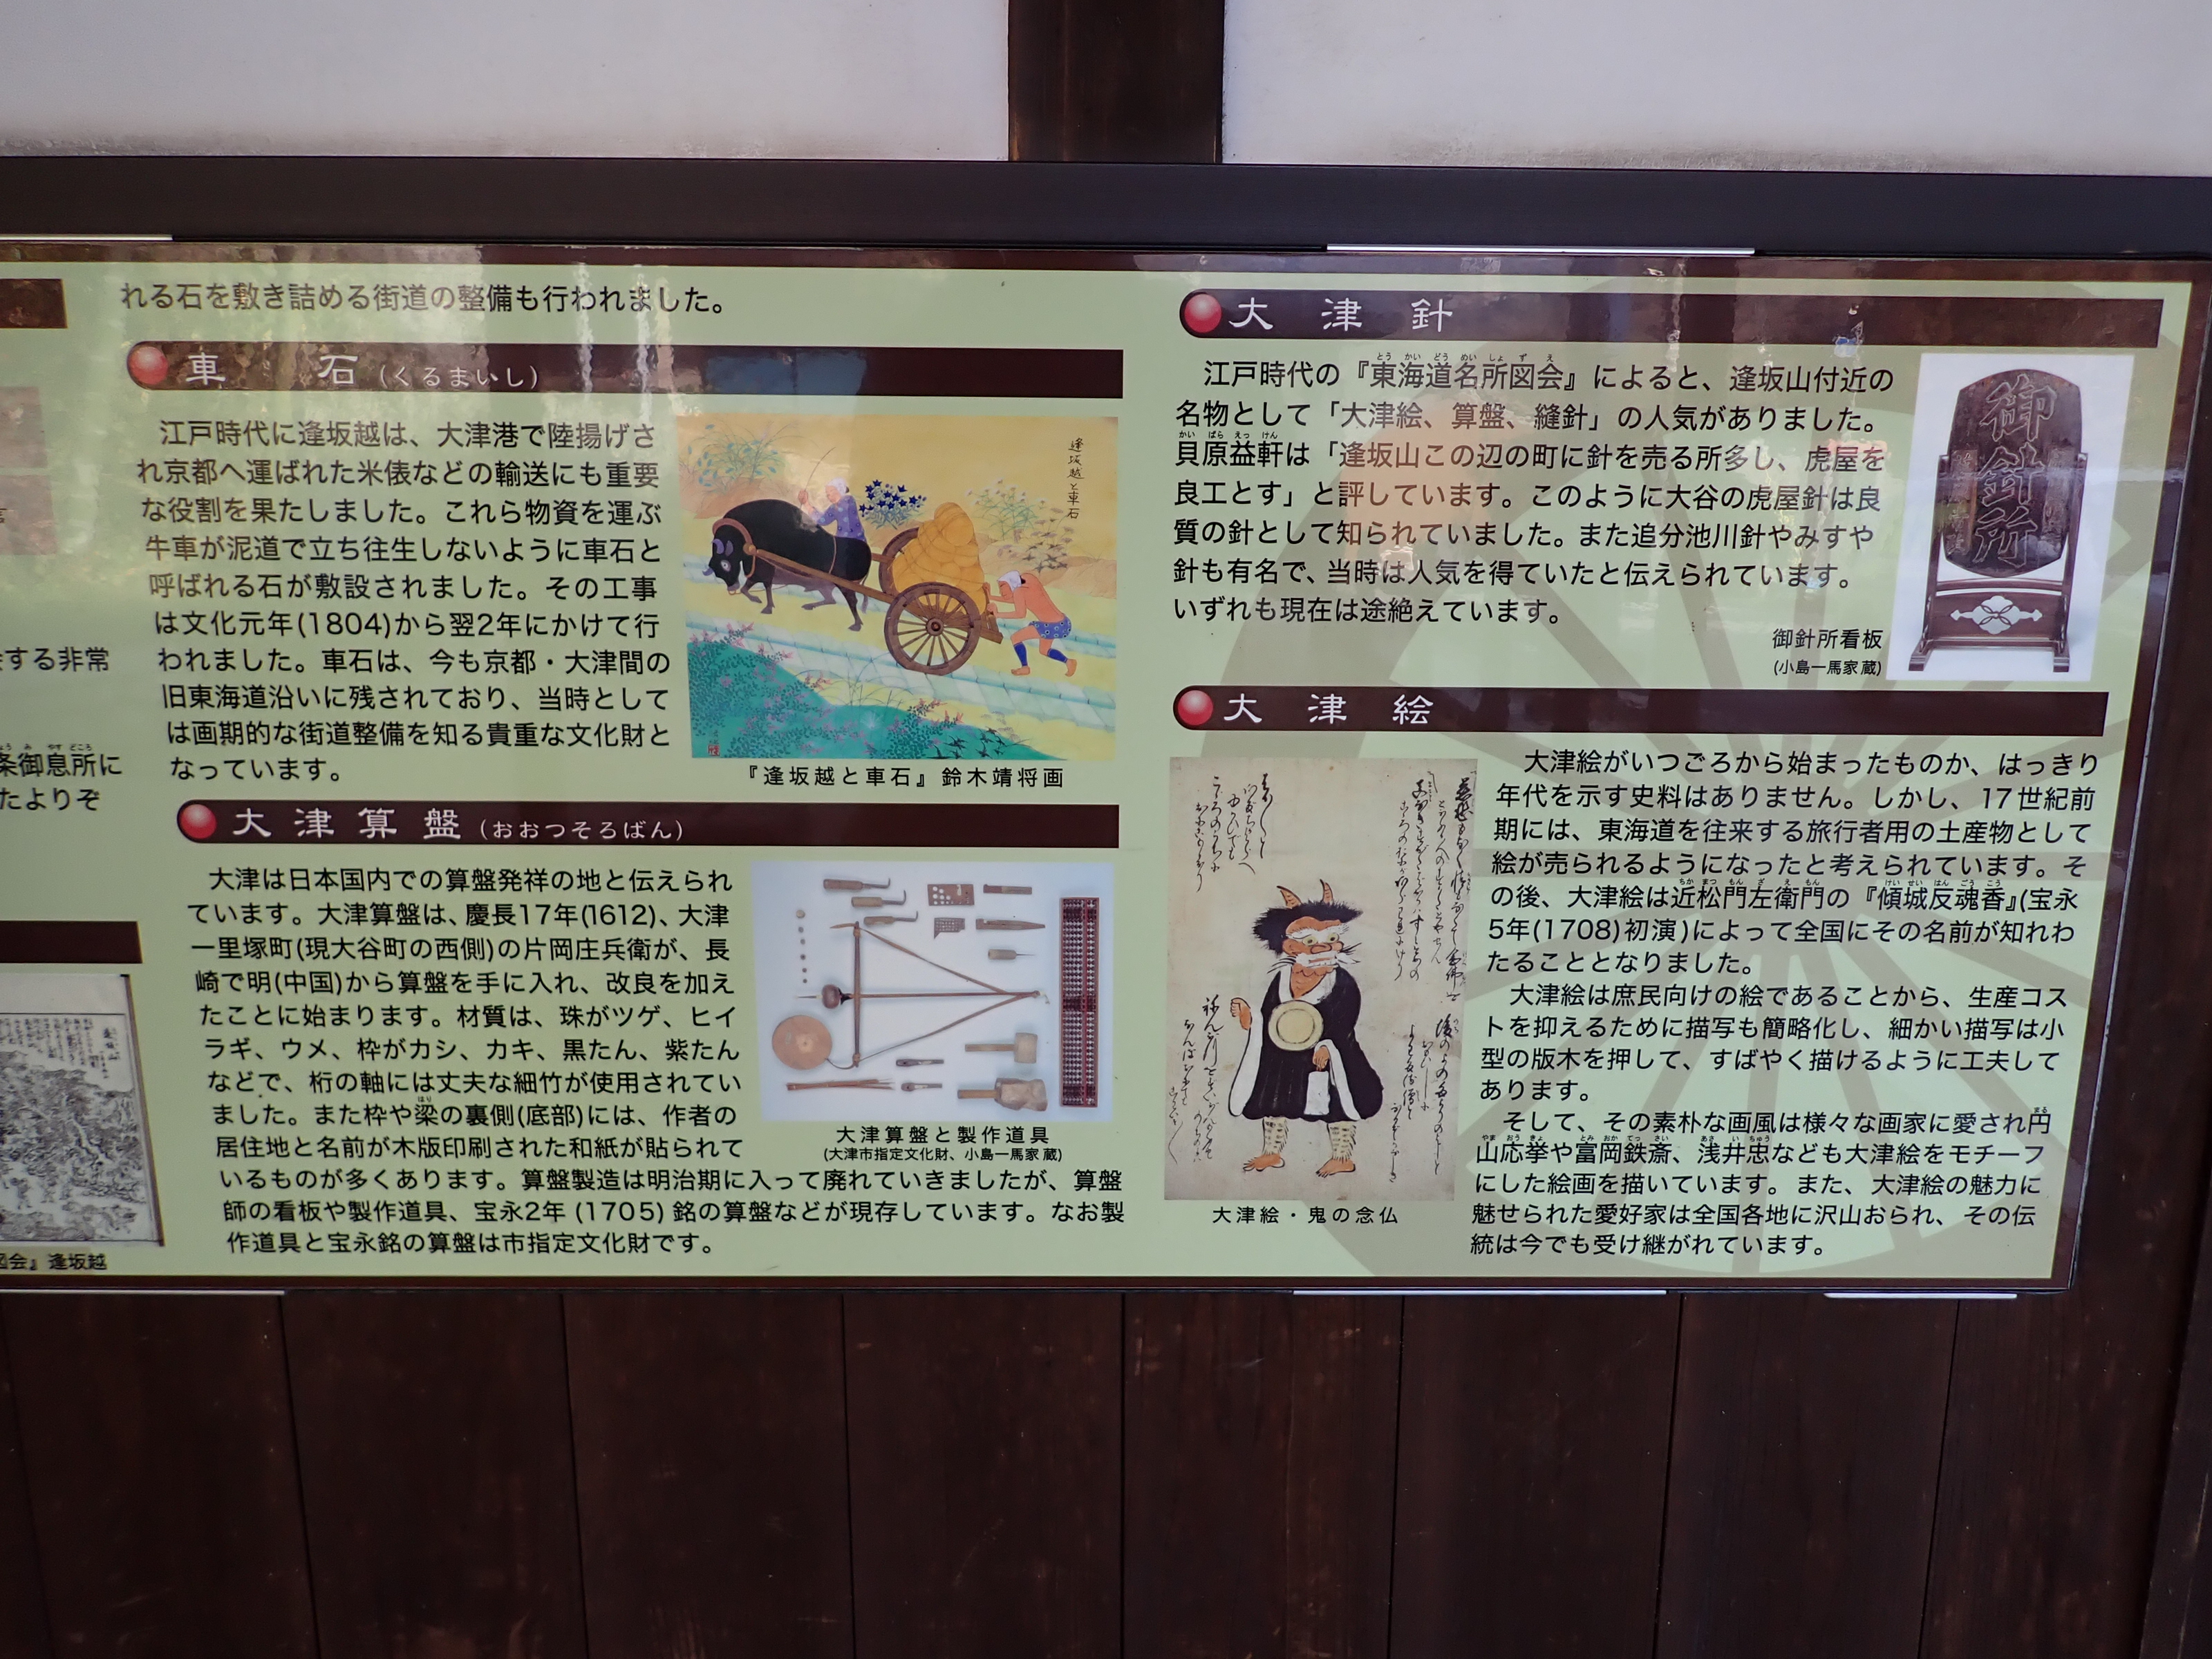 れる石を敷き詰める街道の整備も行われました。
車 石 (くるまいし)
江戸時代に逢坂越は、大津港で陸揚げさ
れ京都へ運ばれた米俵などの輸送にも重要
な役割を果たしました。これら物資を運ぶ
牛車が泥道で立ち往生しないように車石と
呼ばれる石が敷設されました。その工事
は文化元年(1804)から翌2年にかけて行
われました。車石は、今も京都・大津間の
旧東海道沿いに残されており、当時として
は画期的な街道整備を知る貴重な文化財と
なっています。
逢坂越と車石
『逢坂越と車石』鈴木靖将画
大津算盤 (おおつそろばん)
大津は日本国内での算盤発祥の地と伝えられ
ています。大津算盤は、慶長17年(1612)、大津
一里塚町(現大谷町の西側)の片岡庄兵衛が、長
崎で明(中国)から算盤を手に入れ、改良を加え
たことに始まります。材質は、珠がツゲ、ヒイ
ラギ、ウメ、枠がカシ、カキ、黒たん、紫たん
などで、桁の軸には丈夫な細竹が使用されてい
ました。また枠や梁の裏側(底部)には、作者の
居住地と名前が木版印刷された和紙が貼られて
いるものが多くあります。算盤製造は明治期に入って廃れていきましたが、算盤
師の看板や製作道具、宝永2年 (1705) 銘の算盤などが現存しています。なお製
作道具と宝永銘の算盤は市指定文化財です。
大津算盤と製作道具
(大津市指定文化財、小島一馬家蔵)
する非常
条御息所に
たよりぞ
図会』逢坂越
大津針
江戸時代の『東海道名所図会』によると、逢坂山付近の
名物として「大津絵、算盤、縫針」の人気がありました。
貝原益軒は「逢坂山この辺の町に針を売る所多し、虎屋を
良工とす」と評しています。このように大谷の虎屋針は良
質の針として知られていました。また追分池川針やみすや
針も有名で、当時は人気を得ていたと伝えられています。
いずれも現在は途絶えています。
御針所
御針所看板
(小島一馬家蔵)
大津絵
大津絵がいつごろから始まったものか、はっきり
年代を示す史料はありません。しかし、17世紀前
期には、東海道を往来する旅行者用の土産物として
絵が売られるようになったと考えられています。そ
の後、大津絵は近松門左衛門の『傾城反魂香』(宝永
5年(1708)初演)によって全国にその名前が知れわ
たることとなりました。
大津絵は庶民向けの絵であることから、生産コス
トを抑えるために描写も簡略化し、細かい描写は小
型の版木を押して、すばやく描けるように工夫して
あります。
そして、その素朴な画風は様々な画家に愛され円
山応挙や富岡鉄斎、浅井忠なども大津絵をモチーフ
にした絵画を描いています。また、大津絵の魅力に
魅せられた愛好家は全国各地に沢山おられ、その伝
統は今でも受け継がれています。
大津絵・鬼の念仏